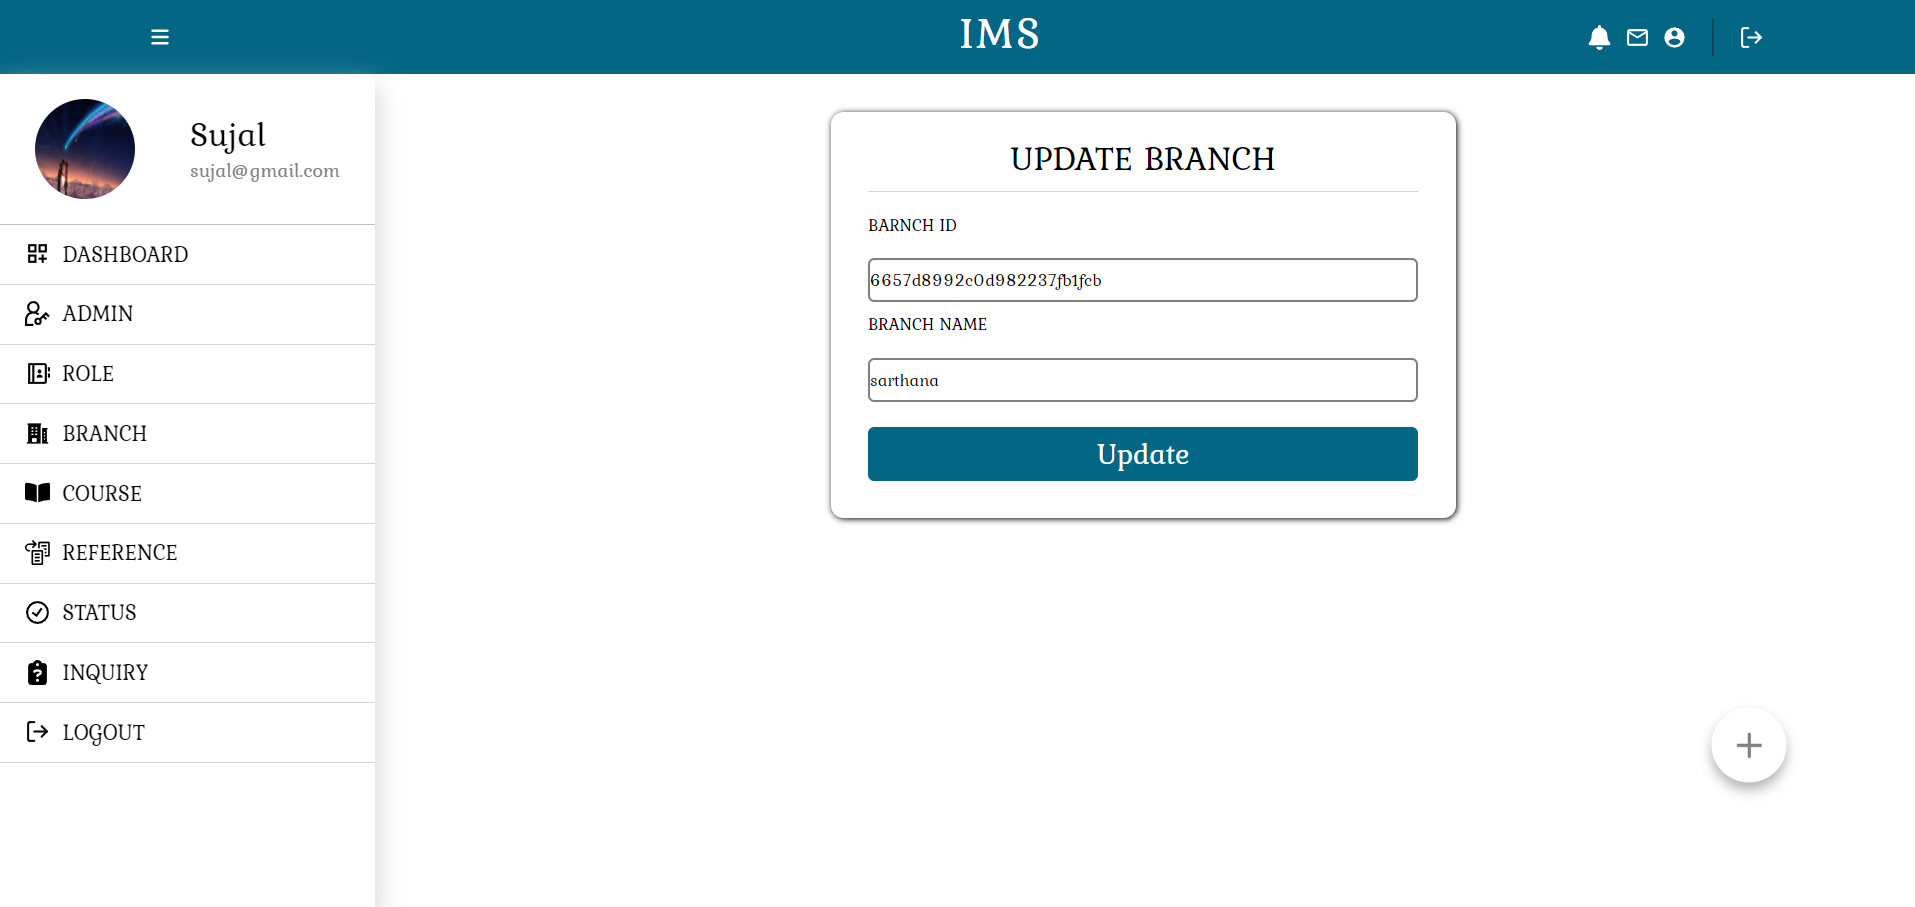 IMS
Sujal
sujal@gmail.com
DASHBOARD
ADMIN
ROLE
BRANCH
COURSE
REFERENCE
STATUS
INQUIRY
LOGOUT
UPDATE BRANCH
BARNCH ID
6657d8992c0d982237fb1fcb
BRANCH NAME
sarthana
Update